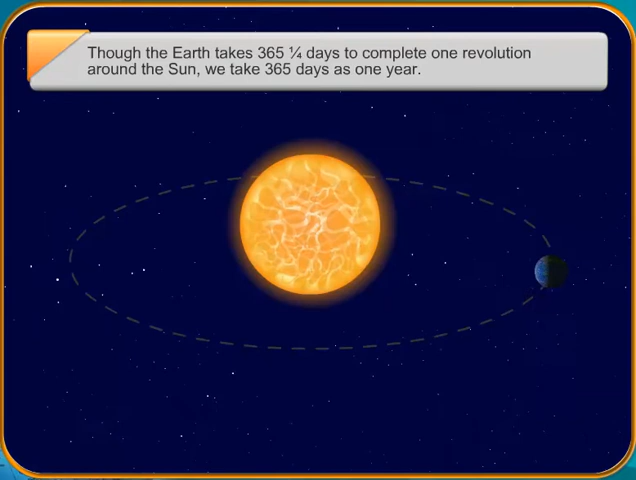 Though the Earth takes 365 ¼ days to complete one revolution
around the Sun, we take 365 days as one year.